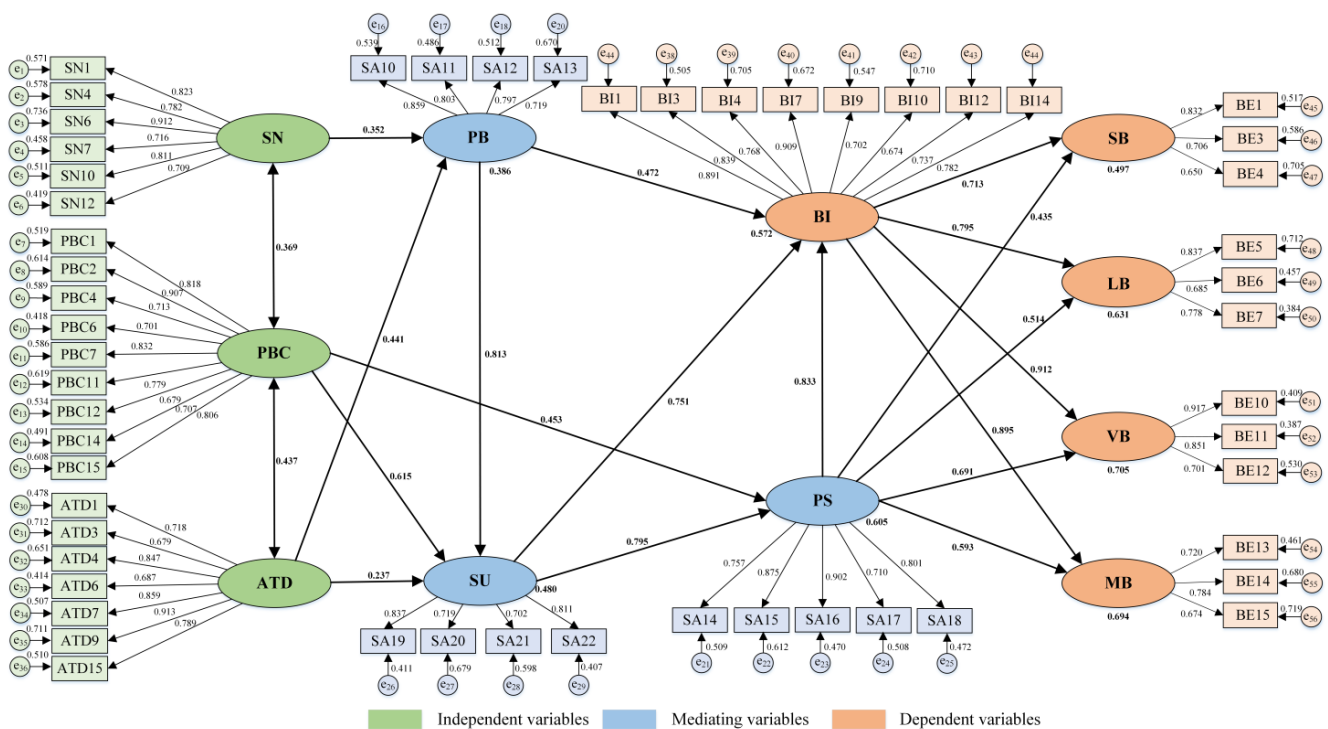 e16 e17 e18 e20
0.539 0.486 0.512 0.670
SA10 SA11 SA12 SA13
0.859 0.803 0.797 0.719
e44 e38 e39 e40 e41 e42 e43 e44
0.505 0.705 0.672 0.547 0.710
BI1 BI3 BI4 BI7 BI9 BI10 BI12 BI14
0.891 0.839 0.768 0.909 0.702 0.674 0.737 0.782
e1 0.571 SN1 0.823
e2 0.578 SN4 0.782
e3 0.736 SN6 0.912
e4 0.458 SN7 0.716
e5 0.511 SN10 0.811
e6 0.419 SN12 0.709
SN
0.352
PB
0.386
0.472
BI
0.572
0.713
0.795
0.912
0.895
0.369
e7 0.519 PBC1 0.818
e8 0.614 PBC2 0.907
e9 0.589 PBC4 0.713
e10 0.418 PBC6 0.701
e11 0.586 PBC7 0.832
e12 0.619 PBC11 0.779
e13 0.534 PBC12 0.679
e14 0.491 PBC14 0.707
e15 0.608 PBC15 0.806
PBC
0.441
0.813
0.453
0.615
0.751
0.833
0.437
e30 0.478 ATD1 0.718
e31 0.712 ATD3 0.679
e32 0.651 ATD4 0.847
e33 0.414 ATD6 0.687
e34 0.507 ATD7 0.859
e35 0.711 ATD9 0.913
e36 0.510 ATD15 0.789
ATD
0.237
SU
0.480
0.795
PS
0.605
0.435
0.514
0.691
0.593
0.837 0.719 0.702 0.811
SA19 SA20 SA21 SA22
0.411 0.679 0.598 0.407
e26 e27 e28 e29
0.757 0.875 0.902 0.710 0.801
SA14 SA15 SA16 SA17 SA18
0.509 0.612 0.470 0.508 0.472
e21 e22 e23 e24 e25
SB
0.497
0.832 BE1 0.517 e45
0.706 BE3 0.586 e46
0.650 BE4 0.705 e47
LB
0.631
0.837 BE5 0.712 e48
0.685 BE6 0.457 e49
0.778 BE7 0.384 e50
VB
0.705
0.917 BE10 0.409 e51
0.851 BE11 0.387 e52
0.701 BE12 0.530 e53
MB
0.694
0.720 BE13 0.461 e54
0.784 BE14 0.680 e55
0.674 BE15 0.719 e56
Independent variables Mediating variables Dependent variables